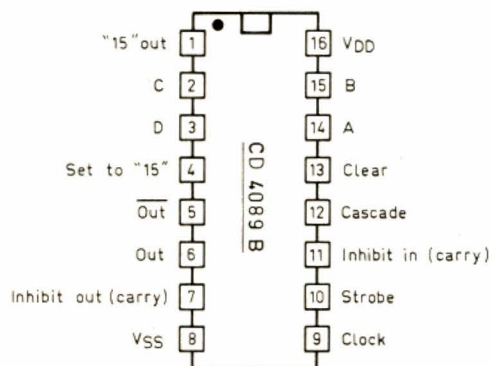 "15" out 1 16 VDD
C 2 15 B
D 3 14 A
Set to "15" 4 13 Clear
Out 5 12 Cascade
Out 6 11 Inhibit in (carry)
Inhibit out (carry) 7 10 Strobe
VSS 8 9 Clock
CD 4089 B